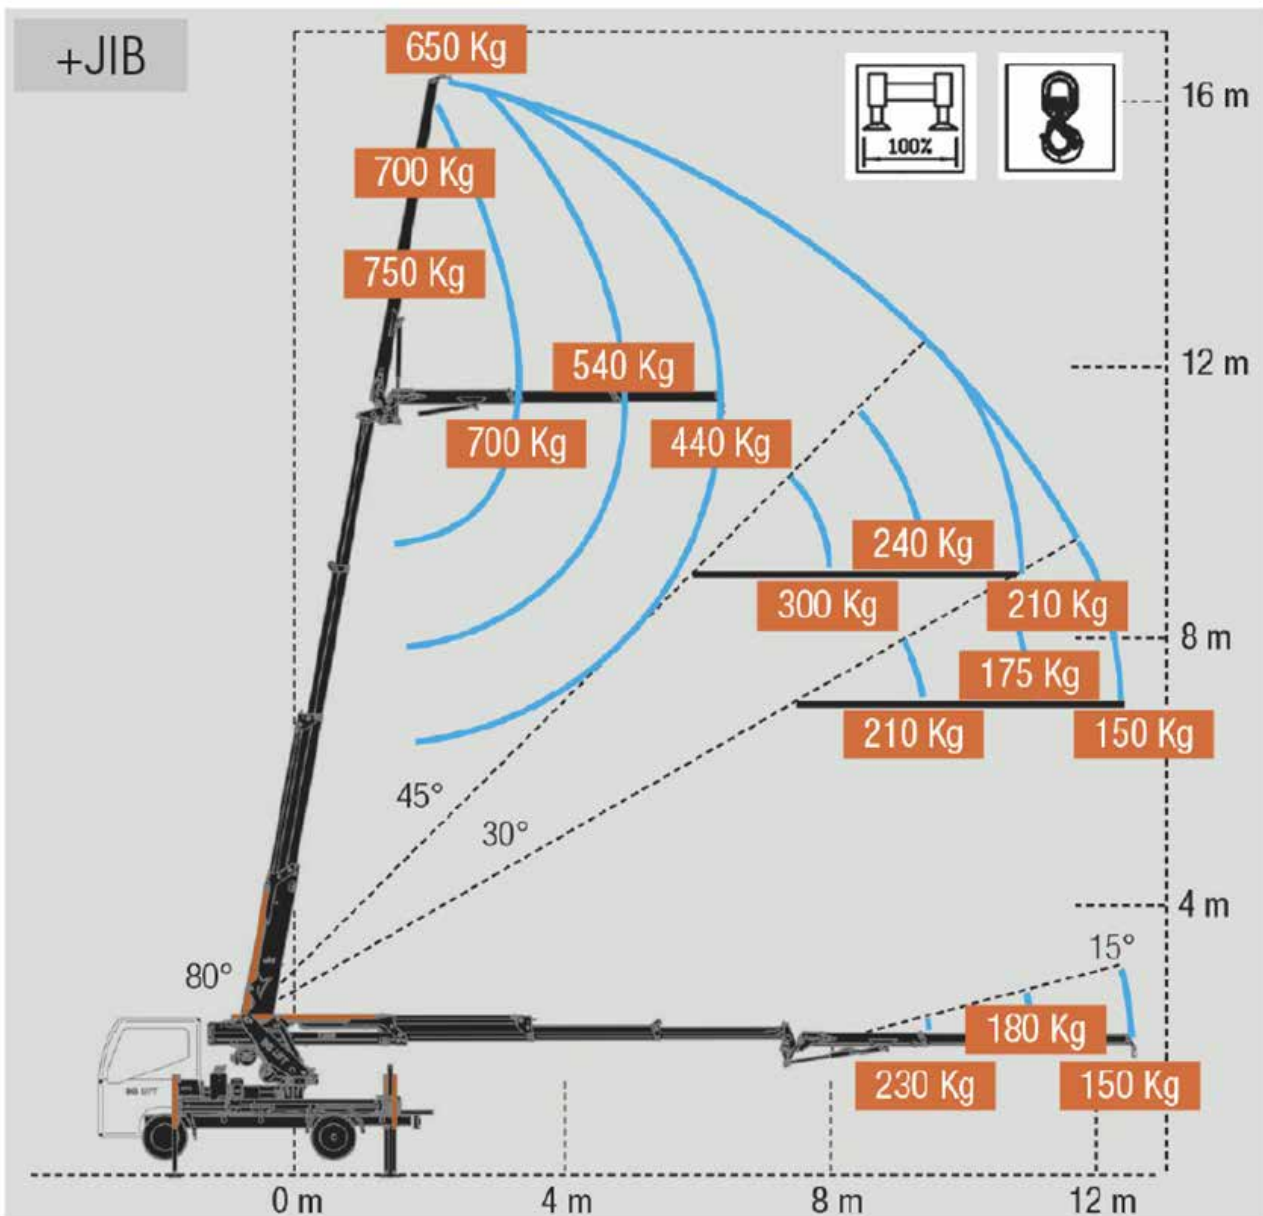 +JIB
650 Kg
16 m
100%
700 Kg
750 Kg
540 Kg
12 m
700 Kg
440 Kg
240 Kg
300 Kg
210 Kg
8 m
175 Kg
210 Kg
150 Kg
45°
30°
4 m
80°
15°
180 Kg
230 Kg
150 Kg
0 m
4 m
8 m
12 m